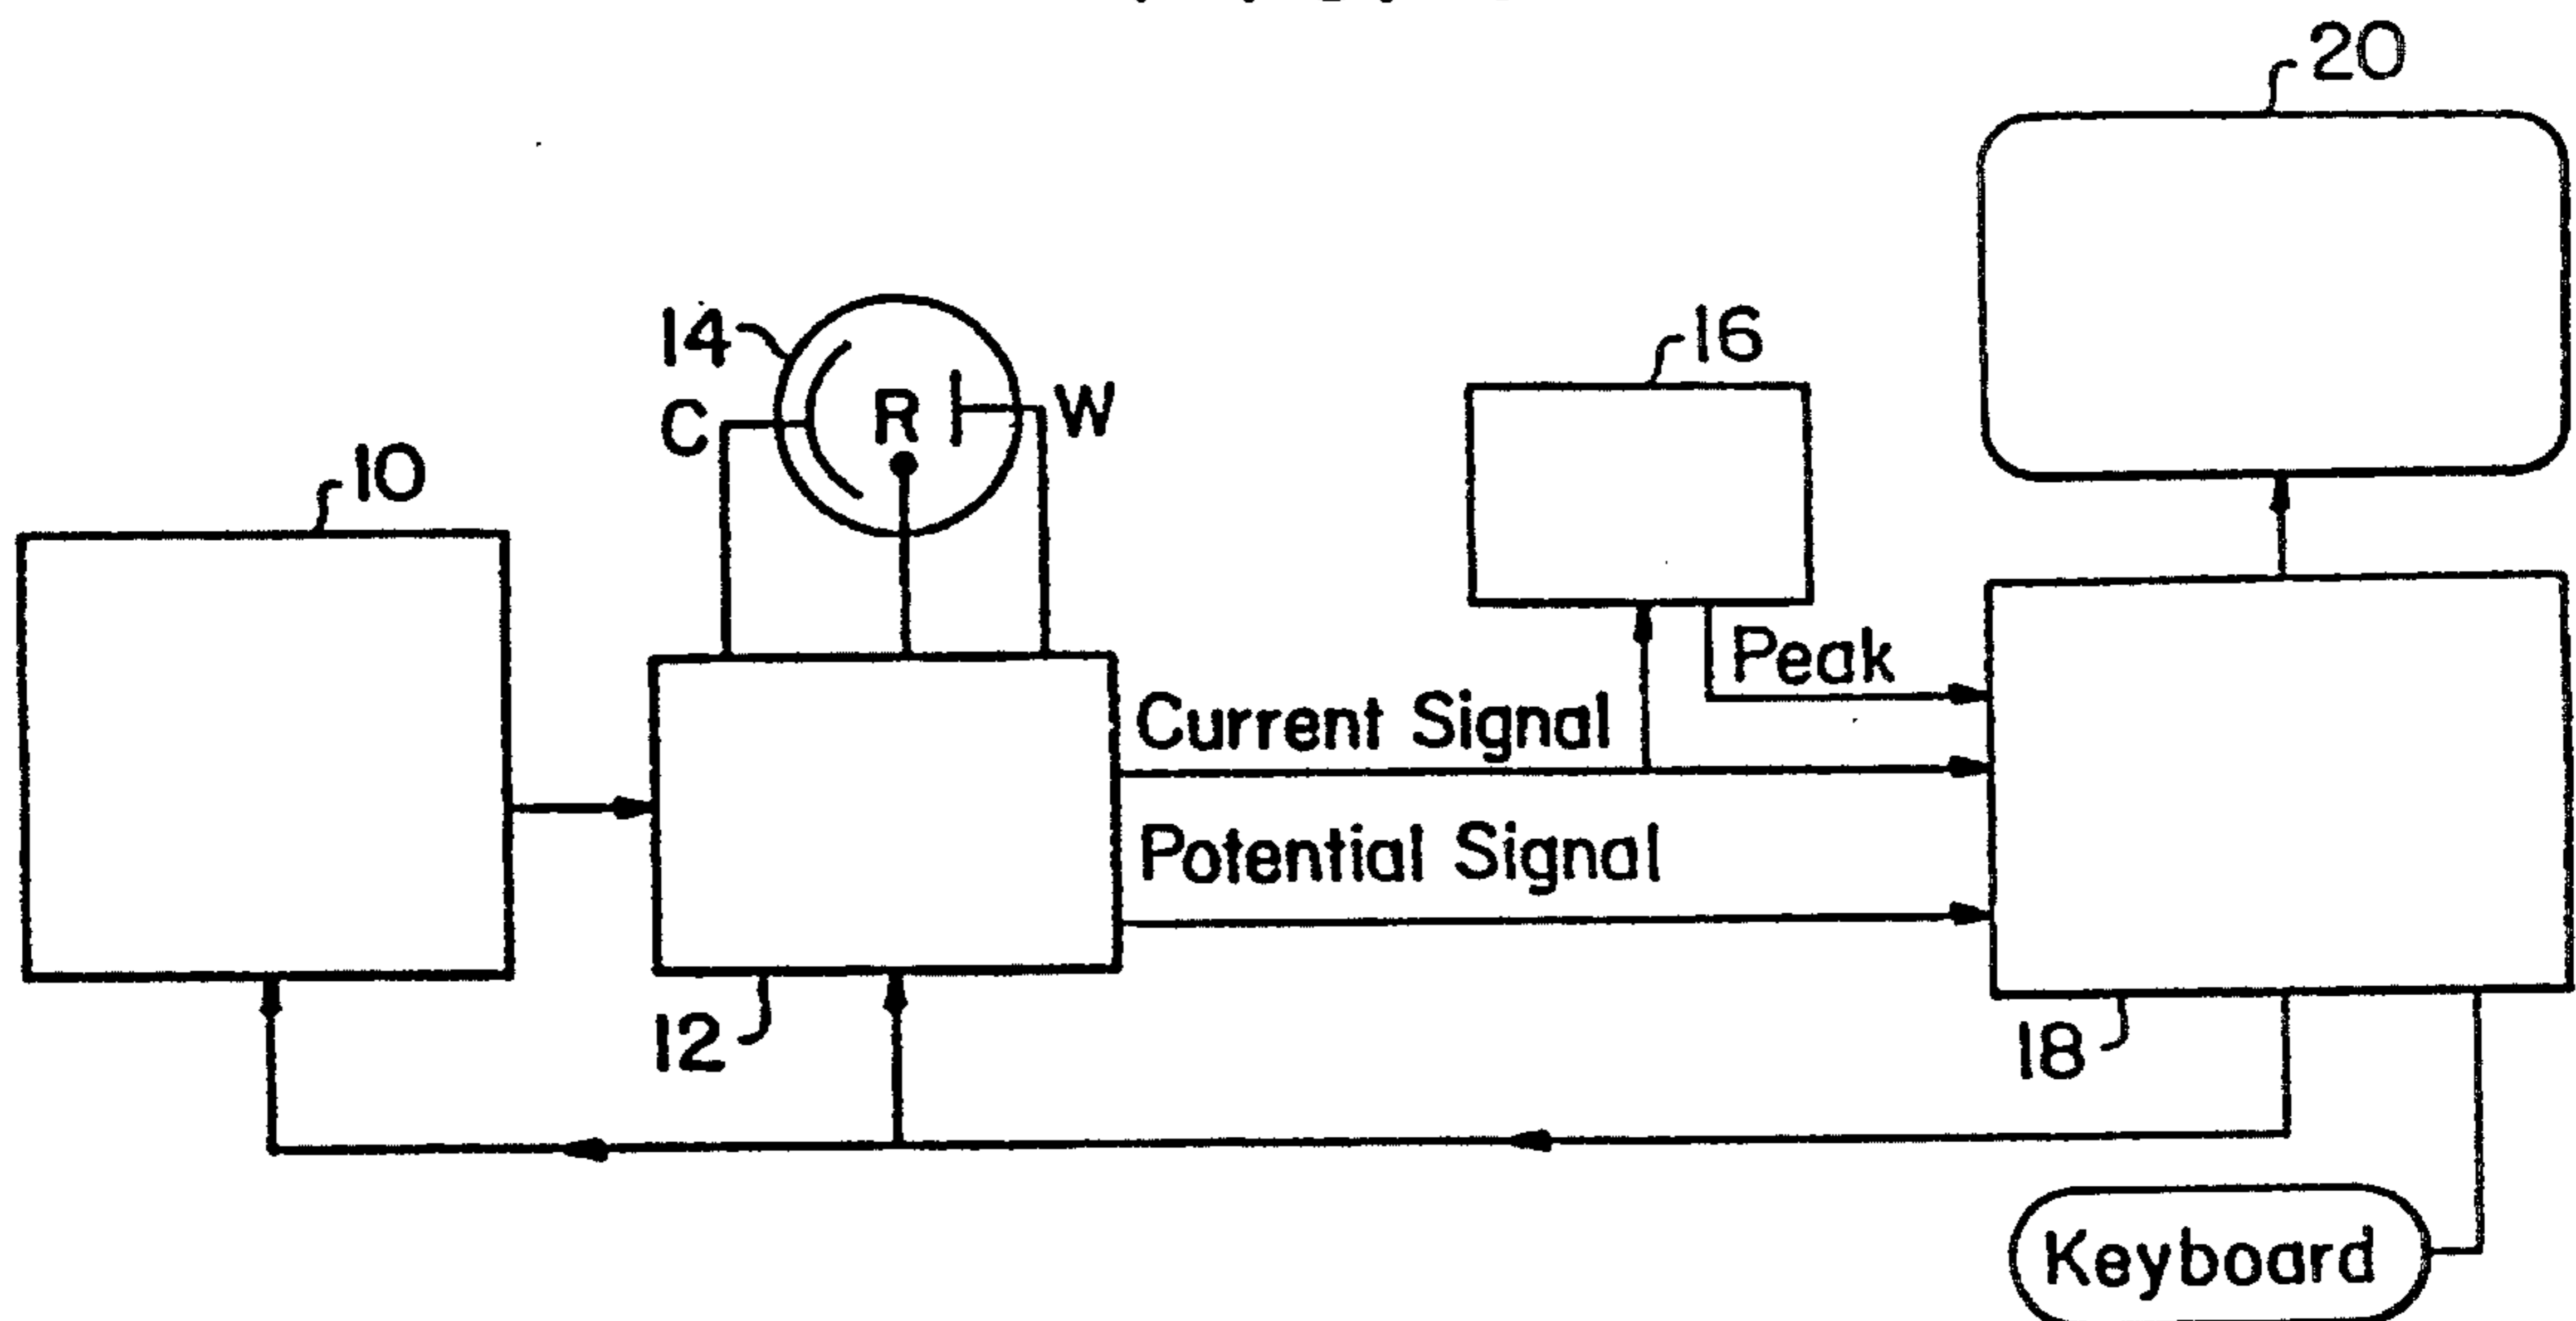 20
14
C
R
W
16
10
Peak
Current Signal
Potential Signal
12
18
Keyboard